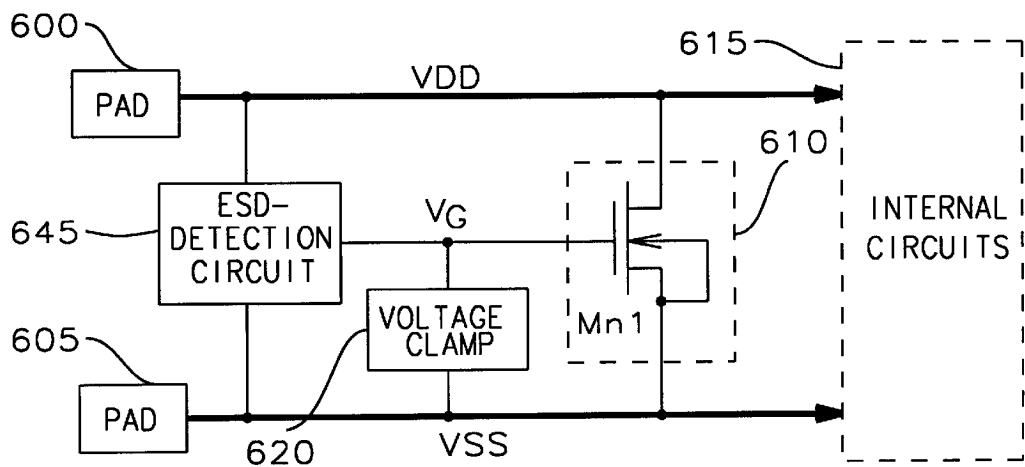 600
615
PAD
VDD
610
645
ESD-
DETECTION
CIRCUIT
VG
INTERNAL
CIRCUITS
Mn1
VOLTAGE
CLAMP
605
PAD
620
VSS